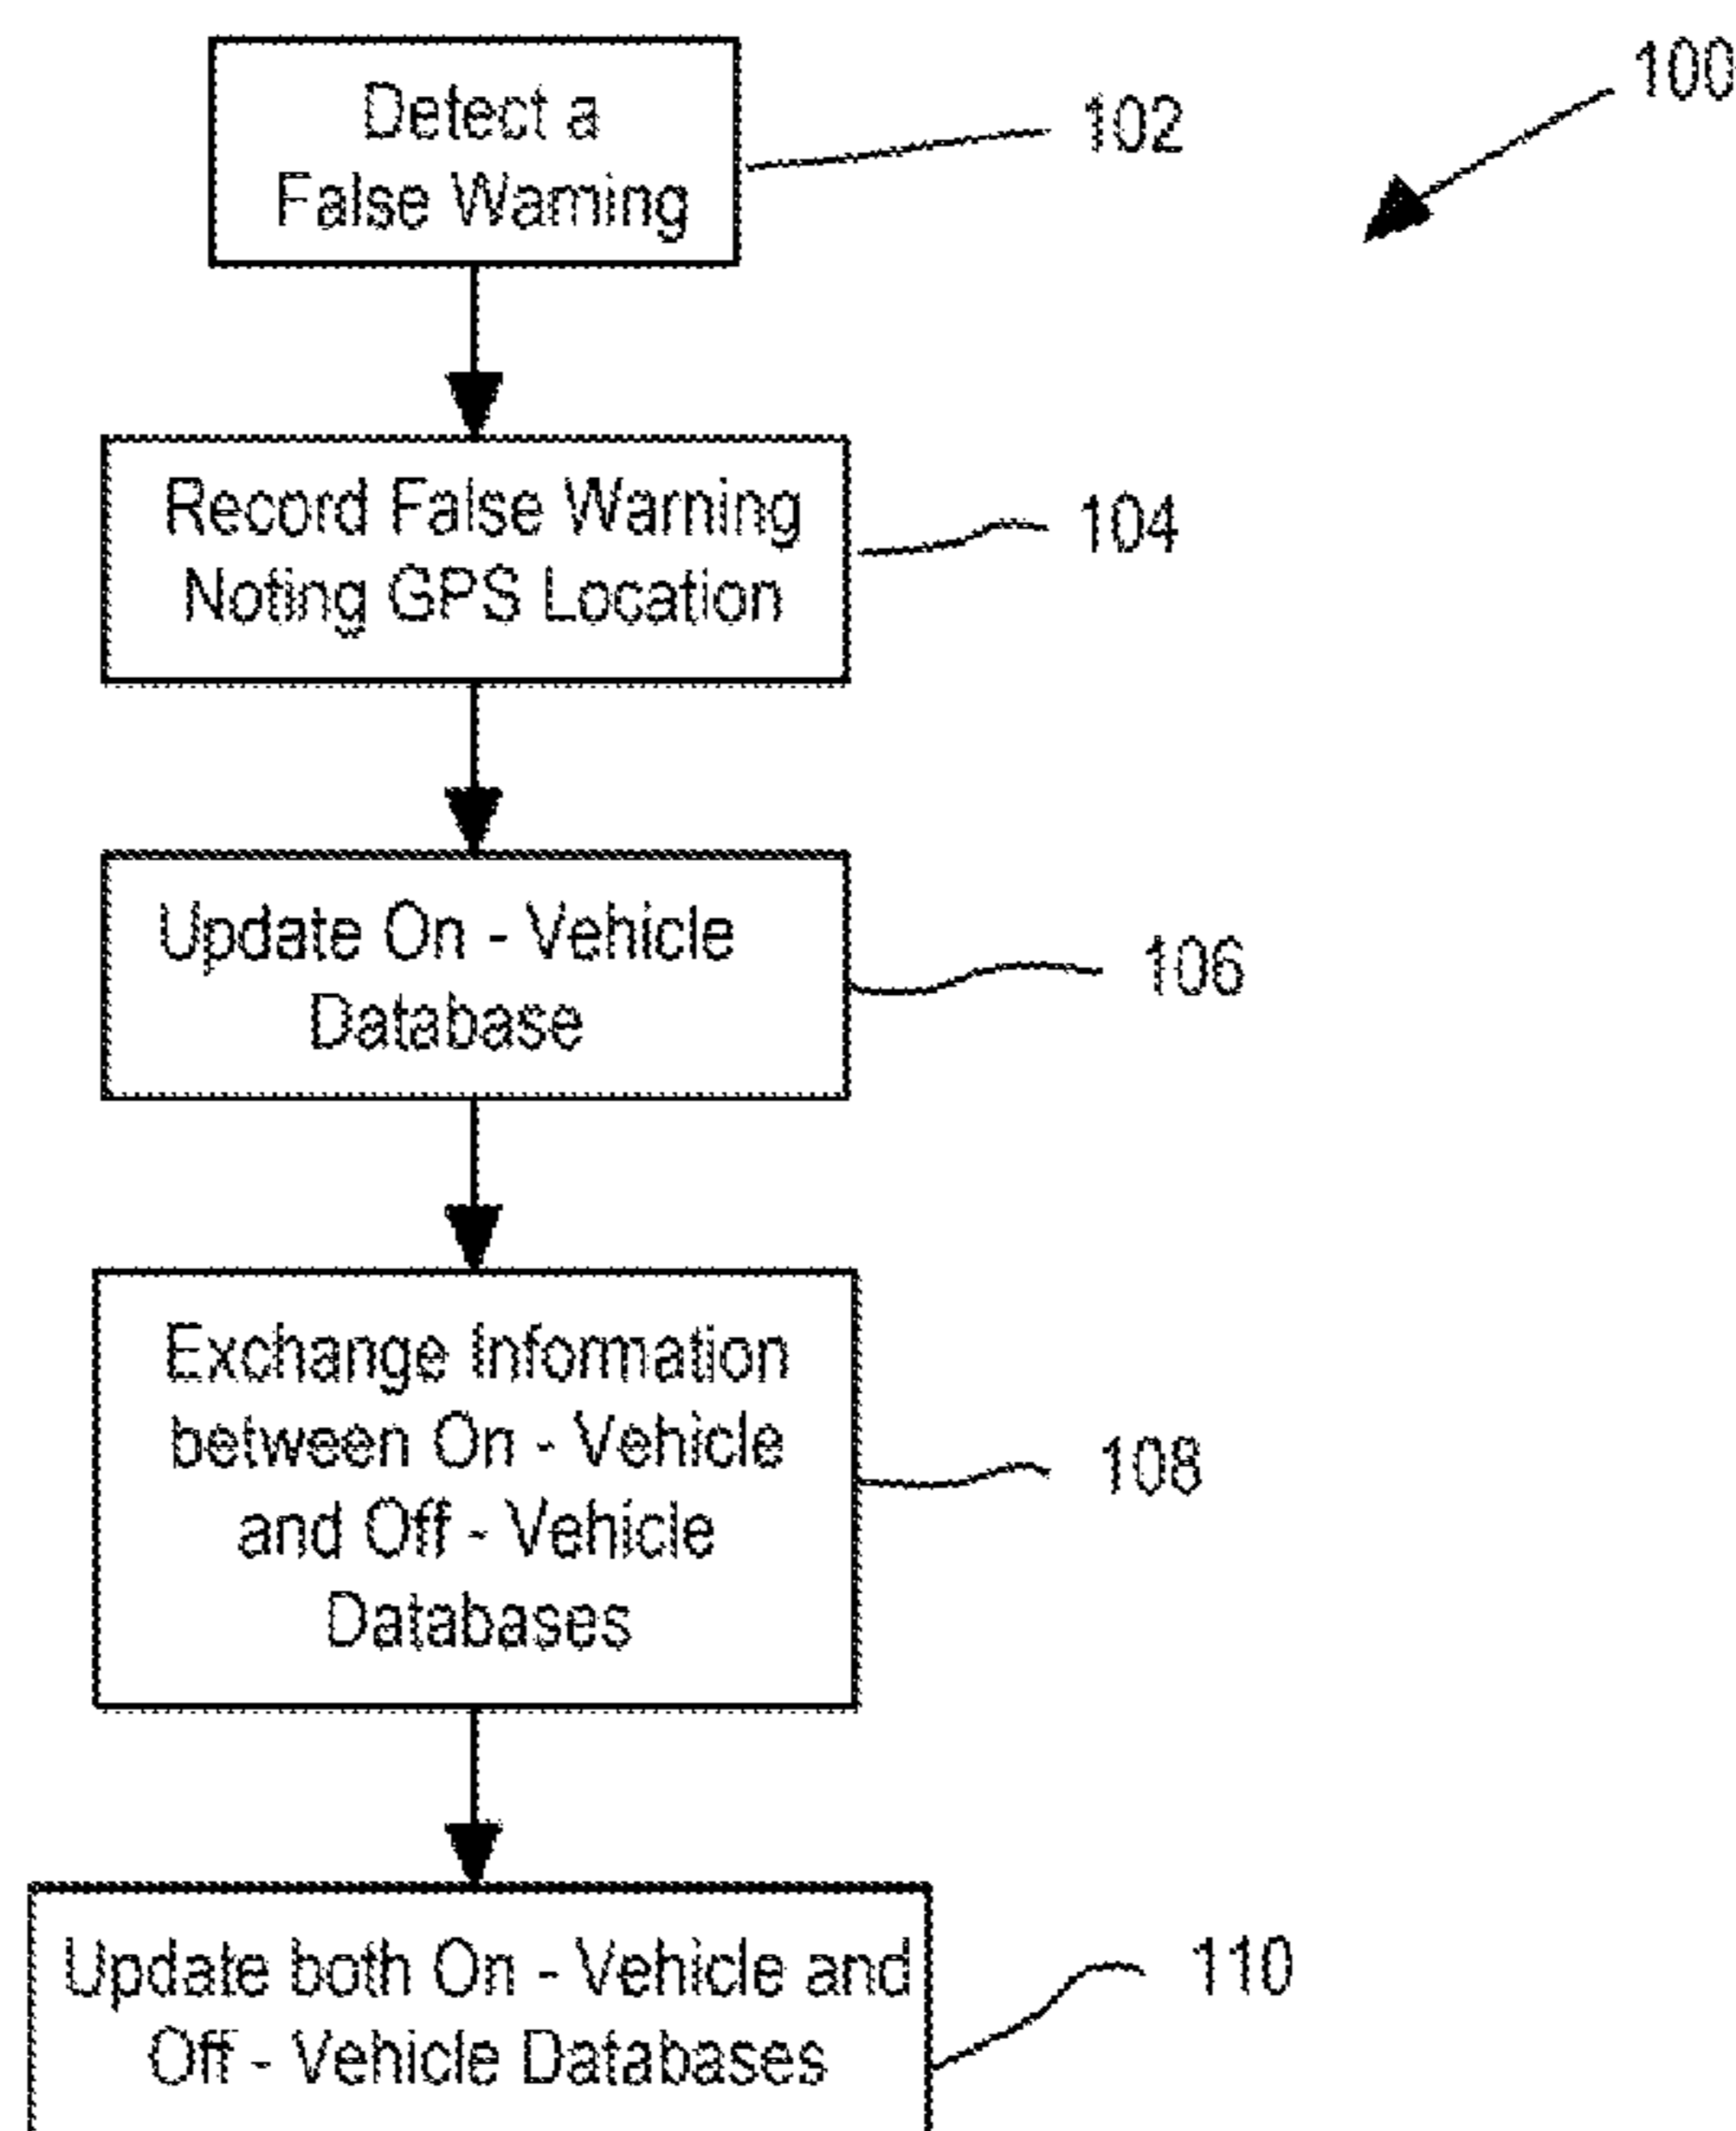 100
Detect a
False Warning
102
Record False Warning
Noting GPS Location
104
Update On - Vehicle
Database
106
Exchange Information
between On - Vehicle
and Off - Vehicle
Databases
108
Update both On - Vehicle and
Off - Vehicle Databases
110